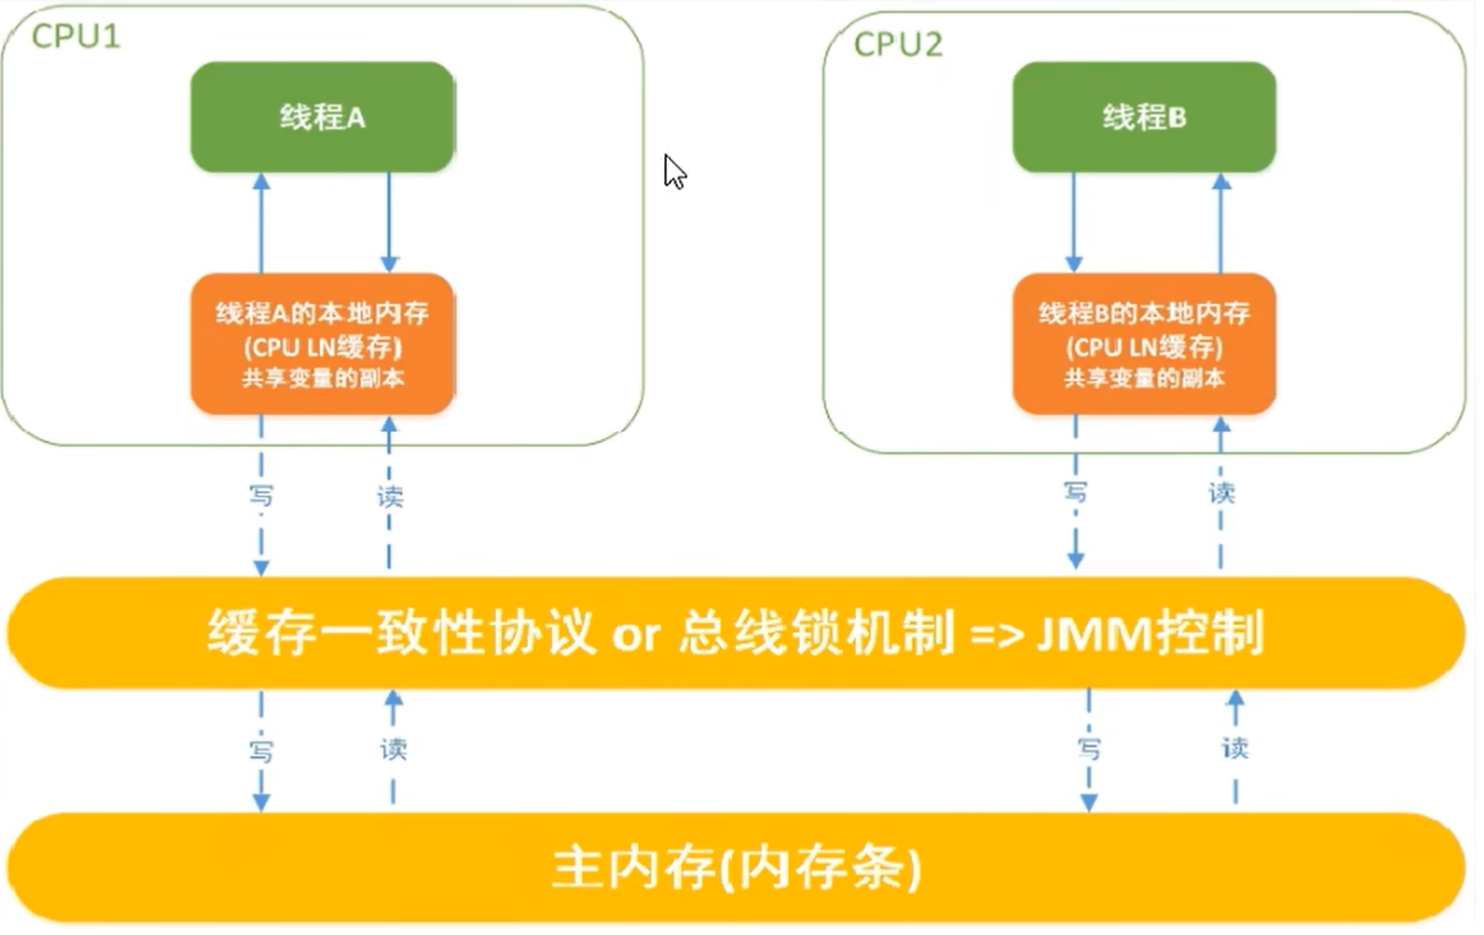 CPU1
CPU2
线程A
线程B
线程A的本地内存
(CPU LN缓存)
共享变量的副本
线程B的本地内存
(CPU LN缓存)
共享变量的副本
写
读
写
读
缓存一致性协议 or 总线锁机制 => JMM控制
写
读
写
读
主内存(内存条)